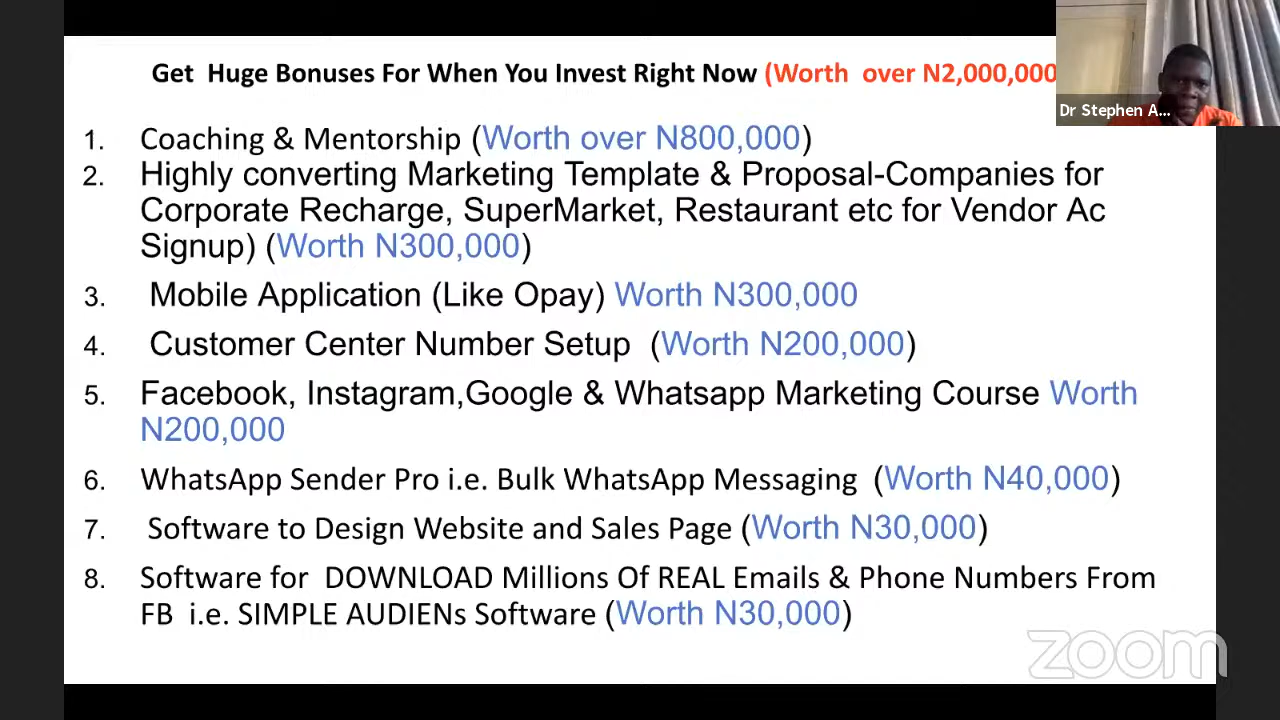 Get Huge Bonuses For When You Invest Right Now (Worth over N2,000,000
Dr Stephen A...
1. Coaching & Mentorship (Worth over N800,000)
2. Highly converting Marketing Template & Proposal-Companies for
Corporate Recharge, SuperMarket, Restaurant etc for Vendor Ac
Signup) (Worth N300,000)
3. Mobile Application (Like Opay) Worth N300,000
4. Customer Center Number Setup (Worth N200,000)
5. Facebook, Instagram,Google & Whatsapp Marketing Course Worth
N200,000
6. WhatsApp Sender Pro i.e. Bulk WhatsApp Messaging (Worth N40,000)
7. Software to Design Website and Sales Page (Worth N30,000)
8. Software for DOWNLOAD Millions Of REAL Emails & Phone Numbers From
FB i.e. SIMPLE AUDIENs Software (Worth N30,000)
zoom